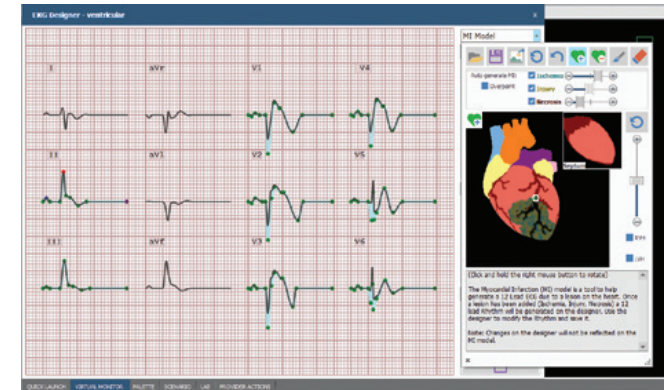 EKG Designer - ventricular
x
MI Model
I
aVr
V1
V4
Auto generate MI:
Ischemia
Overpaint
Injury
Necrosis
Septum
II
aVL
V2
V5
RVH
LVH
III
aVF
V3
V6
(Click and hold the right mouse button to rotate)
The Myocardial Infarction (MI) model is a tool to help
generate a 12 Lead ECG due to a lesion on the heart. Once
a lesion has been added (Ischemia, Injury, Necrosis) a 12
lead Rhythm will be generated on the designer. Use the
designer to modify the Rhythm and save it.
Note: Changes on the designer will not be reflected on the
MI model.
QUICK LAUNCH VIRTUAL MONITOR PALETTE SCENARIO LAB PROVIDER ACTIONS